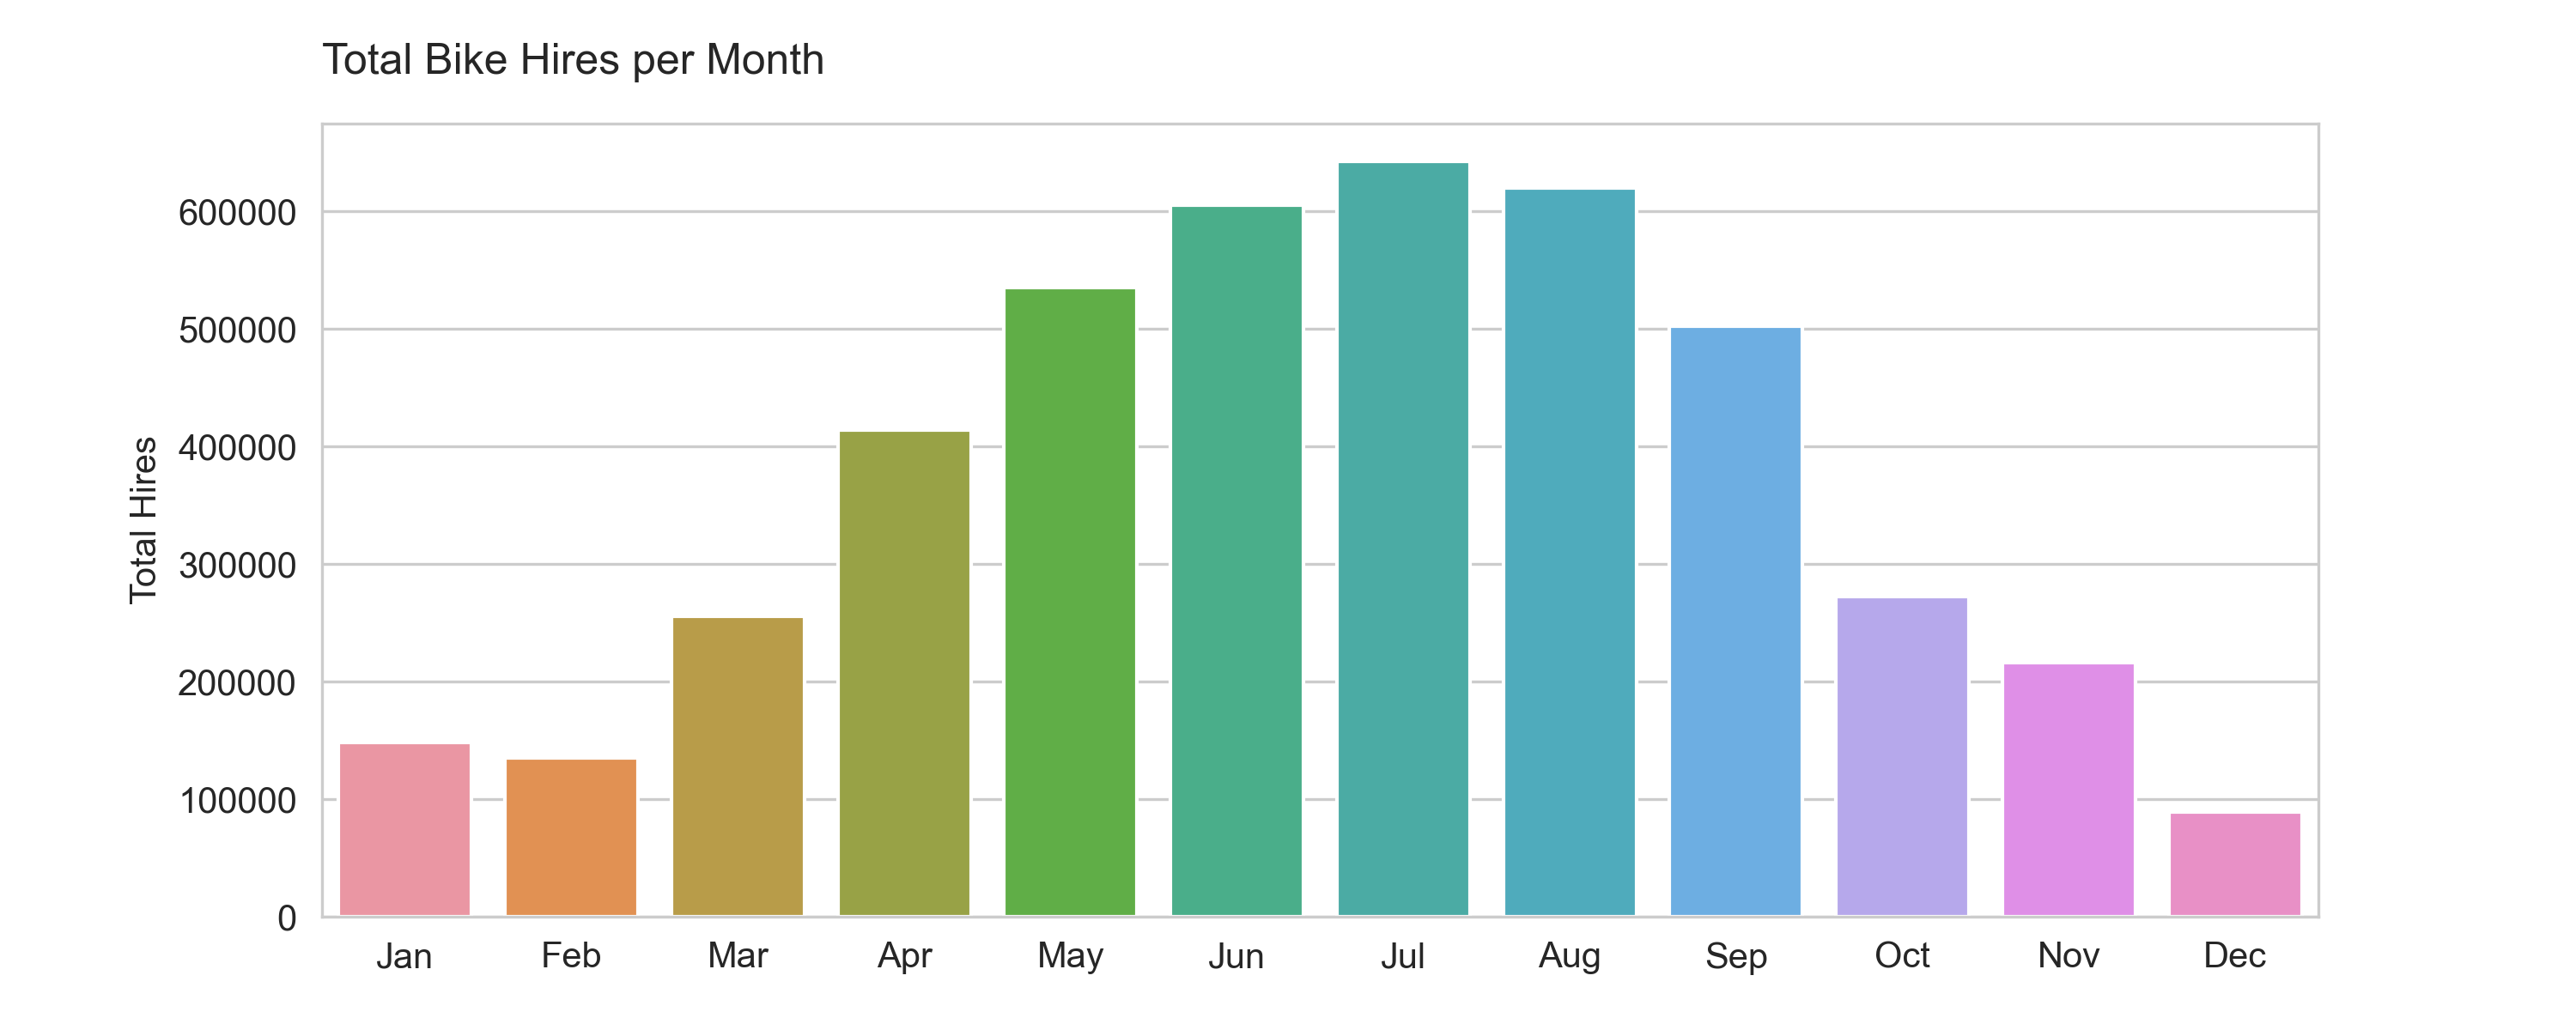 Total Bike Hires per Month
Total Hires
600000
500000
400000
300000
200000
100000
0
Jan Feb Mar Apr May Jun Jul Aug Sep Oct Nov Dec